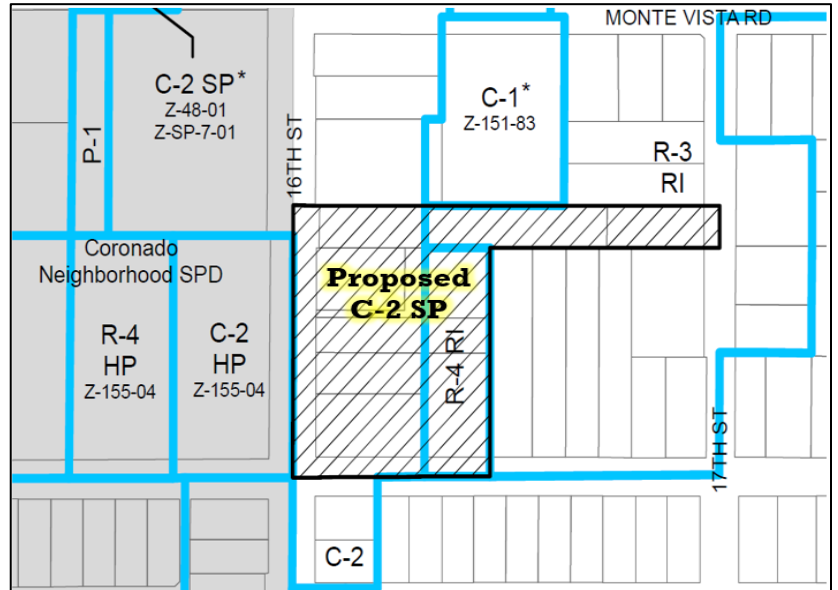 MONTE VISTA RD
C-2 SP*
Z-48-01
Z-SP-7-01
P-1
16TH ST
C-1*
Z-151-83
R-3
RI
Coronado
Neighborhood SPD
Proposed
C-2 SP
R-4
HP
Z-155-04
C-2
HP
Z-155-04
R-4 RI
17TH ST
C-2